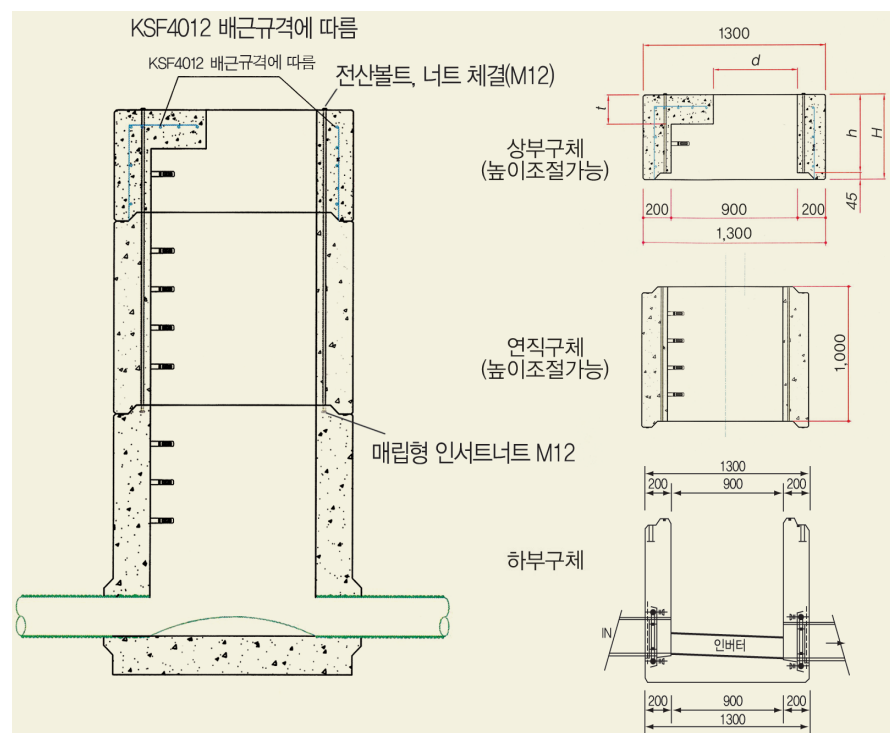 KSF4012 배근규격에 따름
KSF4012 배근규격에 따름
전산볼트, 너트 체결(M12)
매립형 인서트너트 M12
1300
d
t
h
H
45
상부구체
(높이조절가능)
200
900
200
1,300
연직구체
(높이조절가능)
1,000
1300
200
900
200
하부구체
IN
인버터
200
900
200
1300